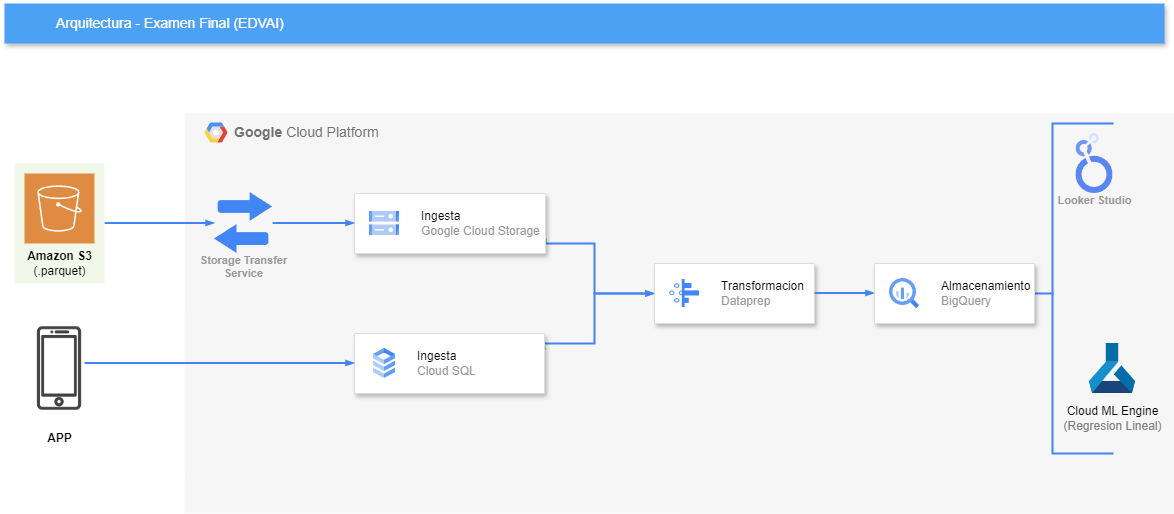 Arquitectura - Examen Final (EDVAI)
Google Cloud Platform
Amazon S3
(.parquet)
Storage Transfer
Service
Ingesta
Google Cloud Storage
APP
Ingesta
Cloud SQL
Transformacion
Dataprep
Almacenamiento
BigQuery
Looker Studio
Cloud ML Engine
(Regresion Lineal)